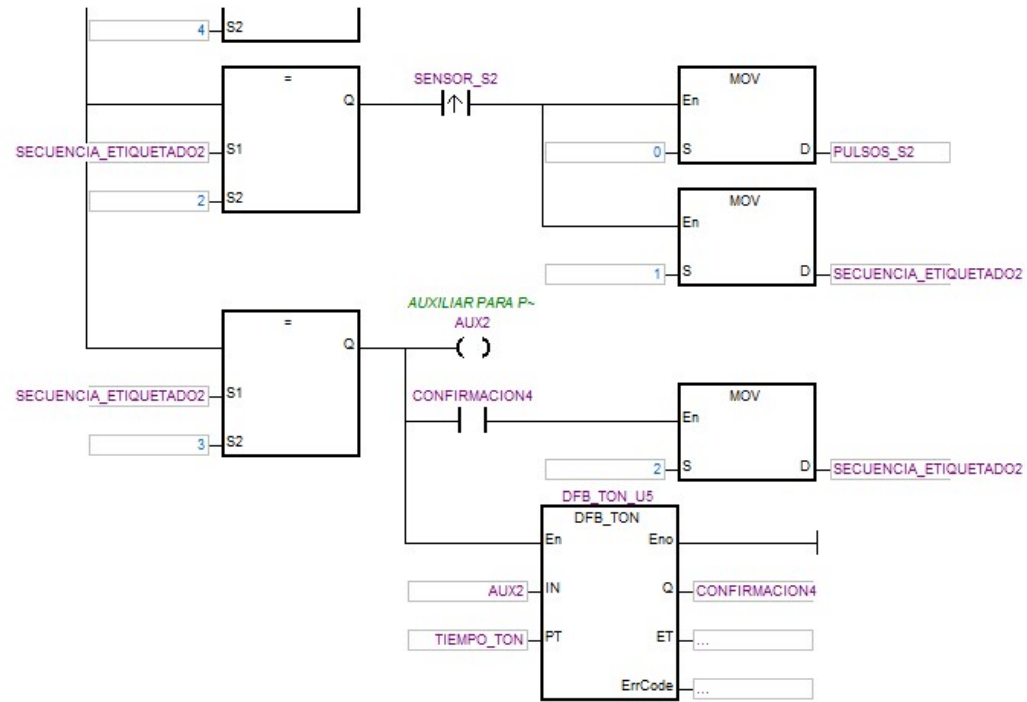 4 S2
= Q
SENSOR_S2
MOV
En
SECUENCIA_ETIQUETADO2 S1
0 S D PULSOS_S2
2 S2
MOV
En
1 S D SECUENCIA_ETIQUETADO2
AUXILIAR PARA P~
AUX2
= Q
SECUENCIA_ETIQUETADO2 S1
CONFIRMACION4
MOV
En
3 S2
2 S D SECUENCIA_ETIQUETADO2
DFB_TON_U5
DFB_TON
En Eno
AUX2 IN Q CONFIRMACION4
TIEMPO_TON PT ET ...
ErrCode ...